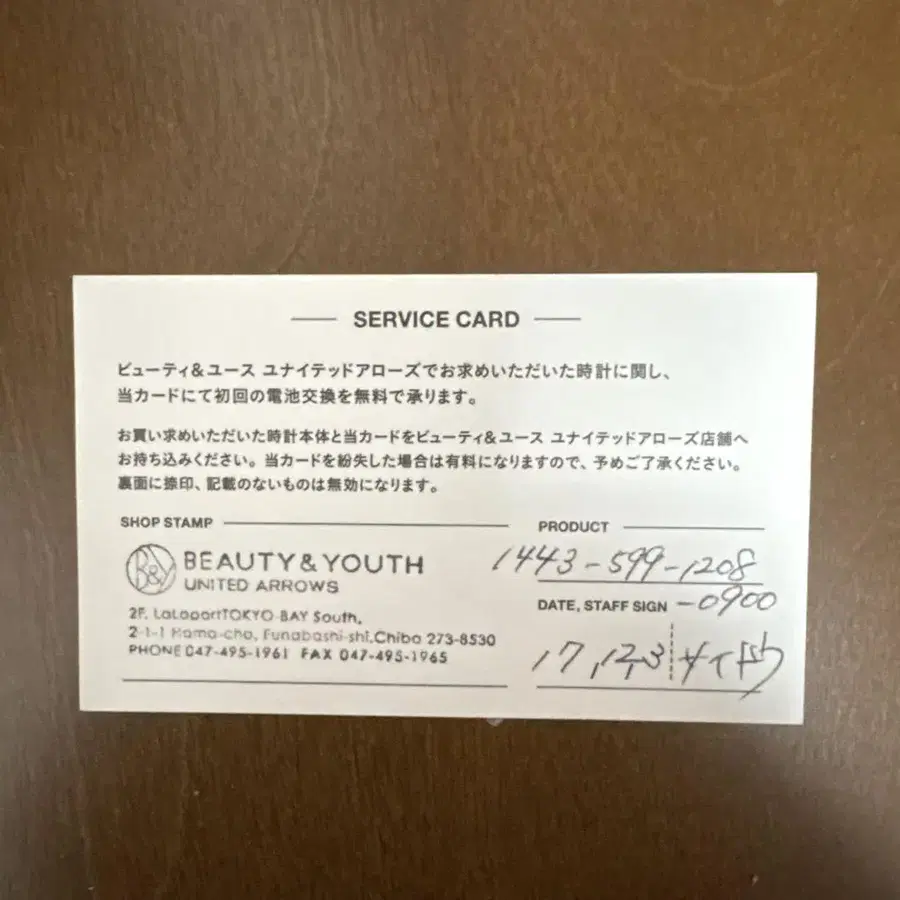 SERVICE CARD
ビューティ&ユース ユナイテッドアローズでお求めいただいた時計に関し、
当カードにて初回の電池交換を無料で承ります。
お買い求めいただいた時計本体と当カードをビューティ&ユース ユナイテッドアローズ店舗へ
お持ち込みください。当カードを紛失した場合は有料になりますので、予めご了承ください。
裏面に捺印、記載のないものは無効になります。
SHOP STAMP
B&Y BEAUTY&YOUTH
UNITED ARROWS
2F, LaLaportTOKYO-BAY South,
2-1-1 Hama-cho, Funabashi-shi,Chiba 273-8530
PHONE 047-495-1961 FAX 047-495-1965
PRODUCT
1443-599-1208
-0900
DATE, STAFF SIGN
17,12,3 サイトウ